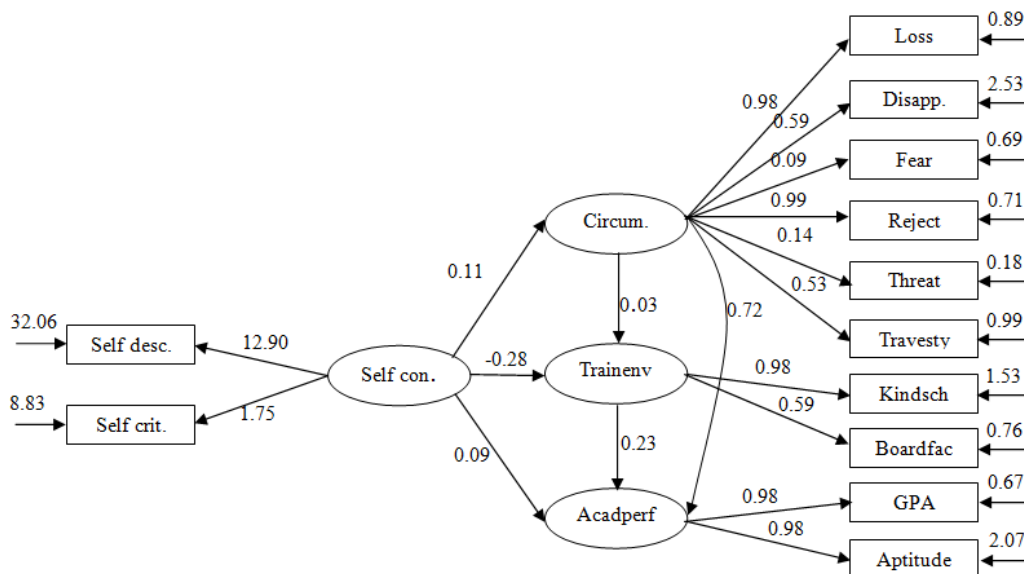 0.89
Loss
2.53
Disapp.
0.98
0.59
0.69
Fear
0.09
0.71
Reject
0.99
Circum.
0.14
0.18
Threat
0.11
0.53
0.03
0.72
0.99
Travesty
32.06
Self desc.
12.90
-0.28
Trainenv
Self con.
0.98
1.53
Kindsch
0.59
8.83
Self crit.
1.75
0.76
Boardfac
0.09
0.23
0.67
GPA
0.98
Acadperf
0.98
2.07
Aptitude